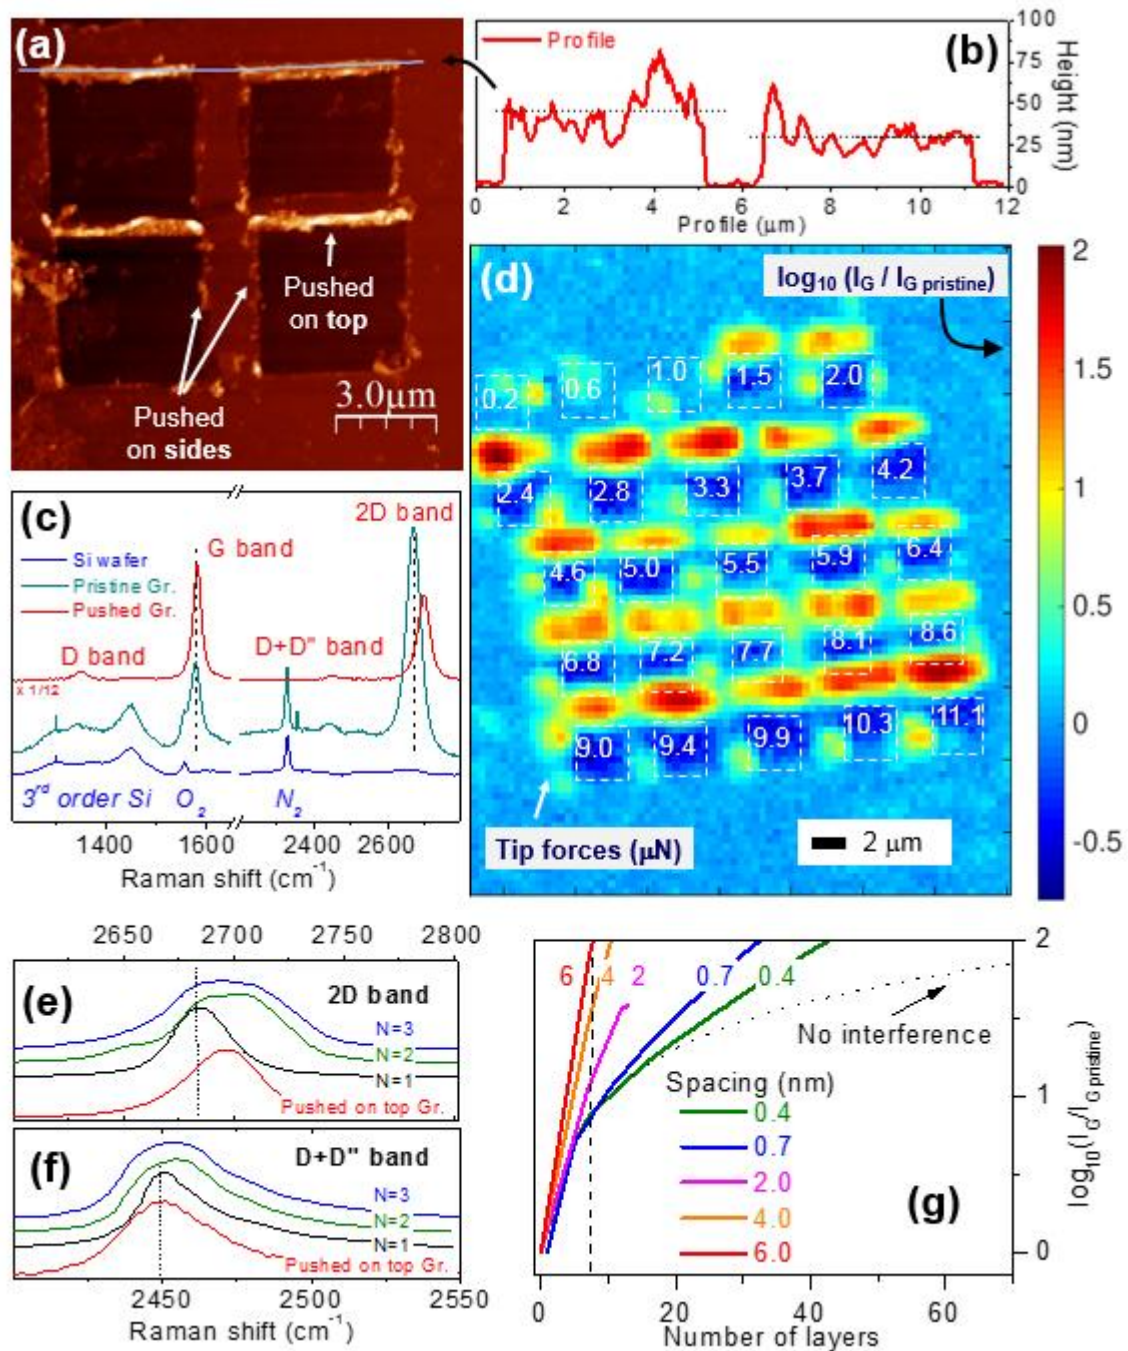 (a)
Pushed
on top
Pushed
on sides
3.0µm
Profile
(b)
100
75
50
25
0
Height (nm)
0 2 4 6 8 10 12
Profile (µm)
(c)
Si wafer
Pristine Gr.
Pushed Gr.
2D band
G band
D band
D+D" band
x 1/12
3rd order Si
O2
N2
1400 1600 2400 2600
Raman shift (cm-1)
(d)
log10 (IG / IG pristine)
0.2 0.6 1.0 1.5 2.0
2.4 2.8 3.3 3.7 4.2
4.6 5.0 5.5 5.9 6.4
6.8 7.2 7.7 8.1 8.6
9.0 9.4 9.9 10.3 11.1
Tip forces (µN)
2 µm
2
1.5
1
0.5
0
-0.5
2650 2700 2750 2800
(e)
2D band
N=3
N=2
N=1
Pushed on top Gr.
(f)
D+D" band
N=3
N=2
N=1
Pushed on top Gr.
2450 2500 2550
Raman shift (cm-1)
6 4 2 0.7 0.4
No interference
Spacing (nm)
0.4
0.7
2.0
4.0
6.0
(g)
2
1
0
log10(IG/IG pristine)
0 20 40 60
Number of layers